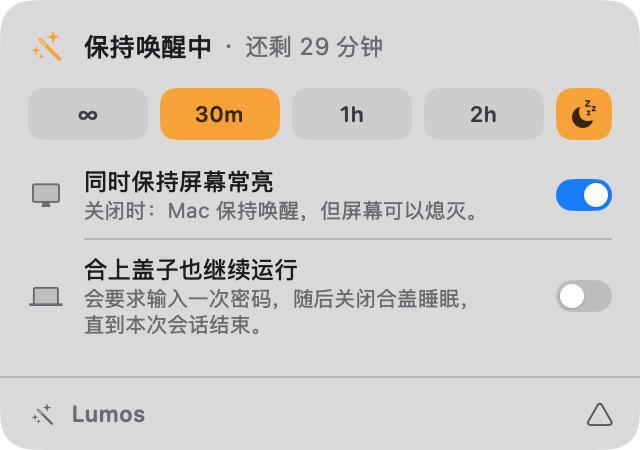 保持唤醒中 · 还剩 29 分钟
∞ 30m 1h 2h
同时保持屏幕常亮
关闭时：Mac 保持唤醒，但屏幕可以熄灭。
合上盖子也继续运行
会要求输入一次密码，随后关闭合盖睡眠，
直到本次会话结束。
Lumos